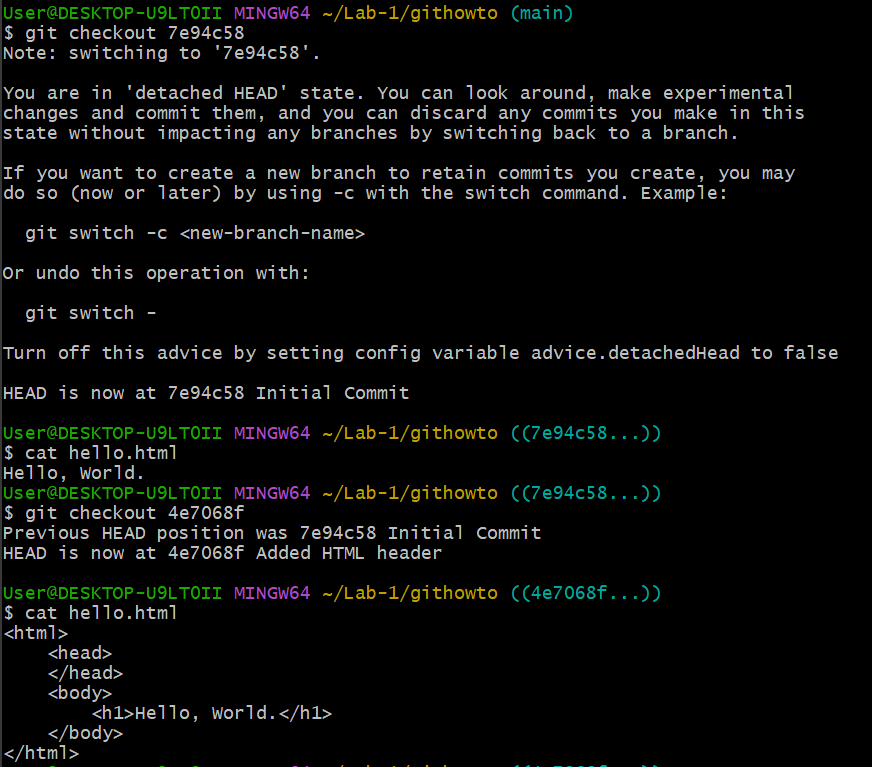 User@DESKTOP-U9LT0II MINGW64 ~/Lab-1/githowto (main)
$ git checkout 7e94c58
Note: switching to '7e94c58'.

You are in 'detached HEAD' state. You can look around, make experimental
changes and commit them, and you can discard any commits you make in this
state without impacting any branches by switching back to a branch.

If you want to create a new branch to retain commits you create, you may
do so (now or later) by using -c with the switch command. Example:

  git switch -c <new-branch-name>

Or undo this operation with:

  git switch -

Turn off this advice by setting config variable advice.detachedHead to false

HEAD is now at 7e94c58 Initial Commit

User@DESKTOP-U9LT0II MINGW64 ~/Lab-1/githowto ((7e94c58...))
$ cat hello.html
Hello, World.
User@DESKTOP-U9LT0II MINGW64 ~/Lab-1/githowto ((7e94c58...))
$ git checkout 4e7068f
Previous HEAD position was 7e94c58 Initial Commit
HEAD is now at 4e7068f Added HTML header

User@DESKTOP-U9LT0II MINGW64 ~/Lab-1/githowto ((4e7068f...))
$ cat hello.html
<html>
    <head>
    </head>
    <body>
        <h1>Hello, World.</h1>
    </body>
</html>